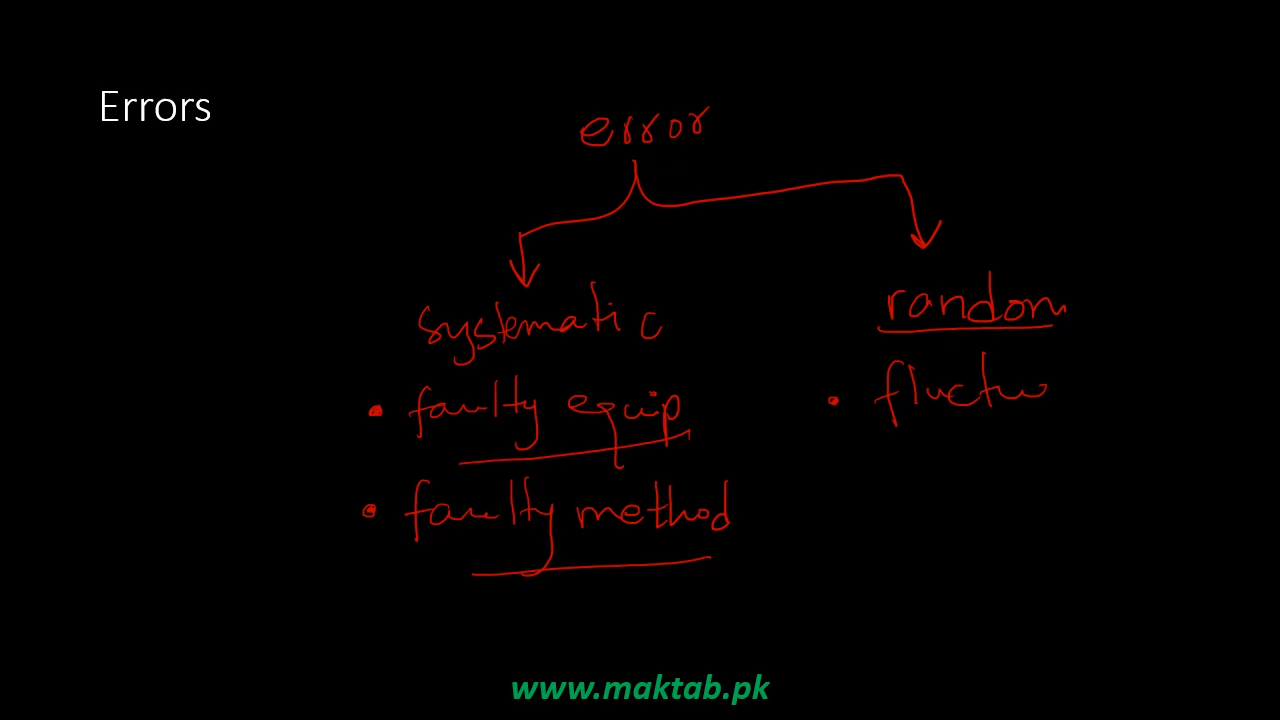 Errors
error
systematic
random
• faulty equip
• fluctu
• faulty method
www.maktab.pk